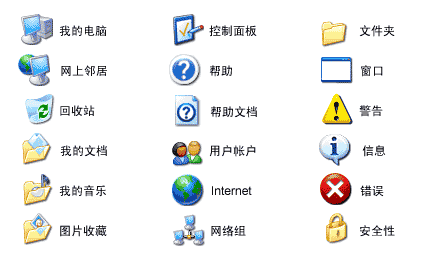 我的电脑
控制面板
文件夹
网上邻居
帮助
窗口
回收站
帮助文档
警告
我的文档
用户帐户
信息
我的音乐
Internet
错误
图片收藏
网络组
安全性